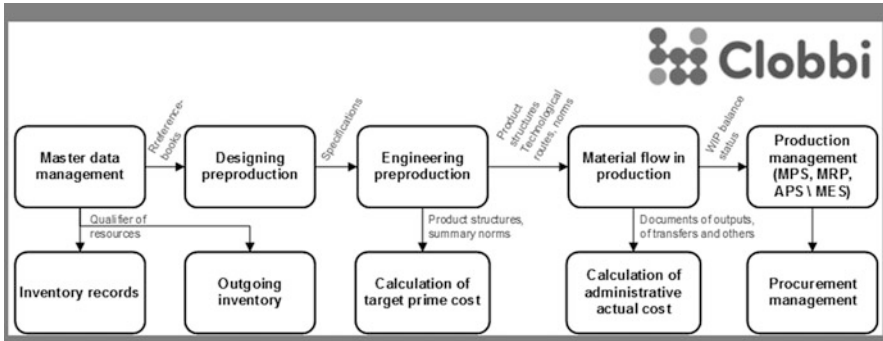 Clobbi
Rreference-
books
Specifications
Product
structures
Technological
routes, norms
WIP balance
status
Master data
management
Designing
preproduction
Engineering
preproduction
Material flow in
production
Production
management
(MPS, MRP,
APS \ MES)
Qualifier of
resources
Product structures,
summary norms
Documents of outputs,
of transfers and others
Inventory records
Outgoing
inventory
Calculation of
target prime cost
Calculation of
administrative
actual cost
Procurement
management